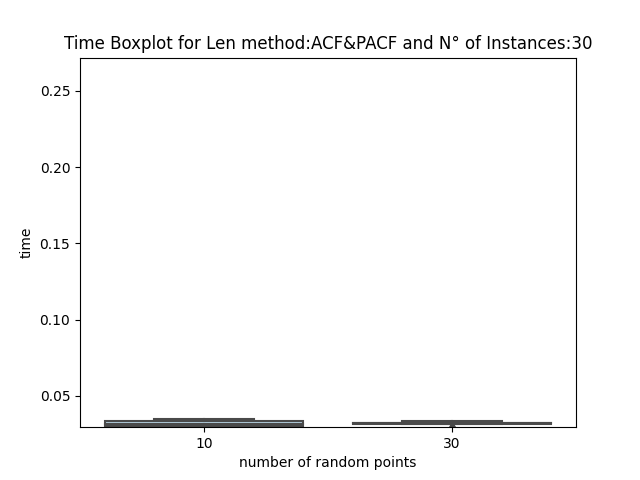 Time Boxplot for Len method:ACF&PACF and N° of Instances:30
0.25
0.20
0.15
0.10
0.05
time
10 30
number of random points